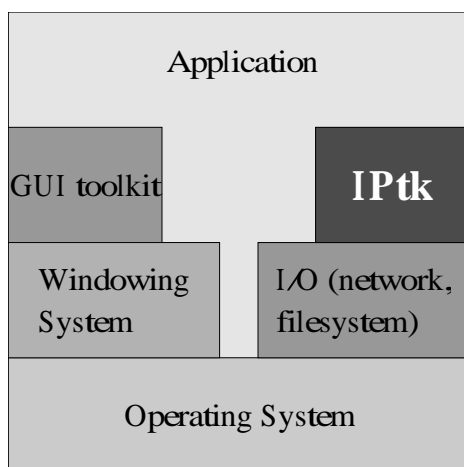 Application
GUI toolkit
IPtk
Windowing
System
I/O (network,
filesystem)
Operating System